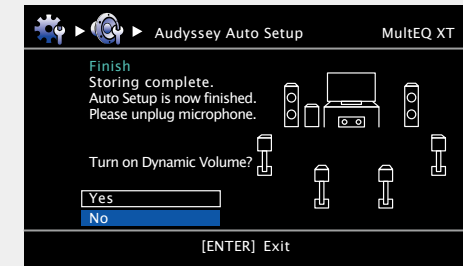 Audyssey Auto Setup MultEQ XT
Finish
Storing complete.
Auto Setup is now finished.
Please unplug microphone.
Turn on Dynamic Volume?
Yes
No
[ENTER] Exit